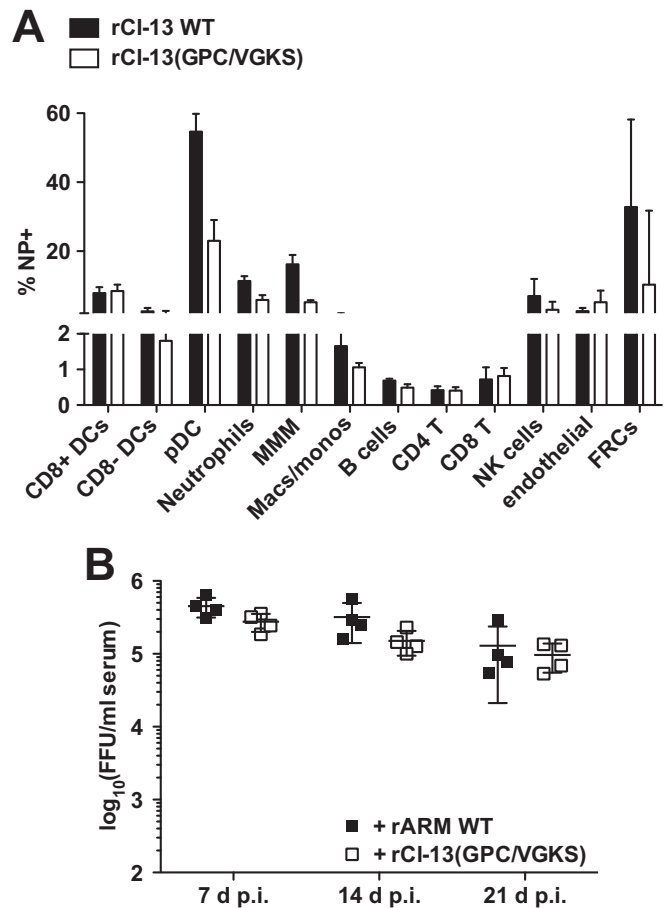 A
rCl-13 WT
rCl-13(GPC/VGKS)
% NP+
60
40
20
2
1
0
CD8+ DCs
CD8- DCs
pDC
Neutrophils
MMM
Macs/monos
B cells
CD4 T
CD8 T
NK cells
endothelial
FRCs
B
log10(FFU/ml serum)
6
5
4
3
2
+ rARM WT
+ rCl-13(GPC/VGKS)
7 d p.i. 14 d p.i. 21 d p.i.